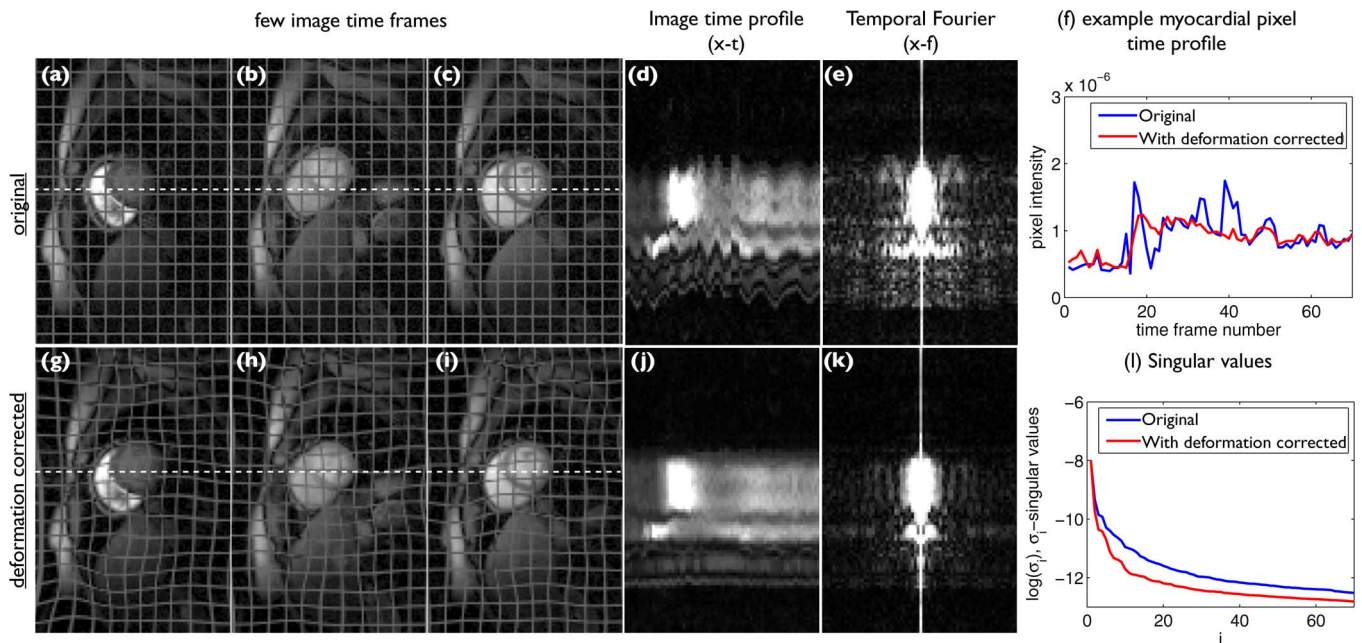 few image time frames
Image time profile
(x-t)
Temporal Fourier
(x-f)
(f) example myocardial pixel
time profile
original
(a)
(b)
(c)
(d)
(e)
x 10⁻⁶
3
2
1
0
pixel intensity
Original
With deformation corrected
0
20
40
60
time frame number
deformation corrected
(g)
(h)
(i)
(j)
(k)
(l) Singular values
-6
-8
-10
-12
log(σᵢ), σᵢ-singular values
Original
With deformation corrected
0
20
40
60
i